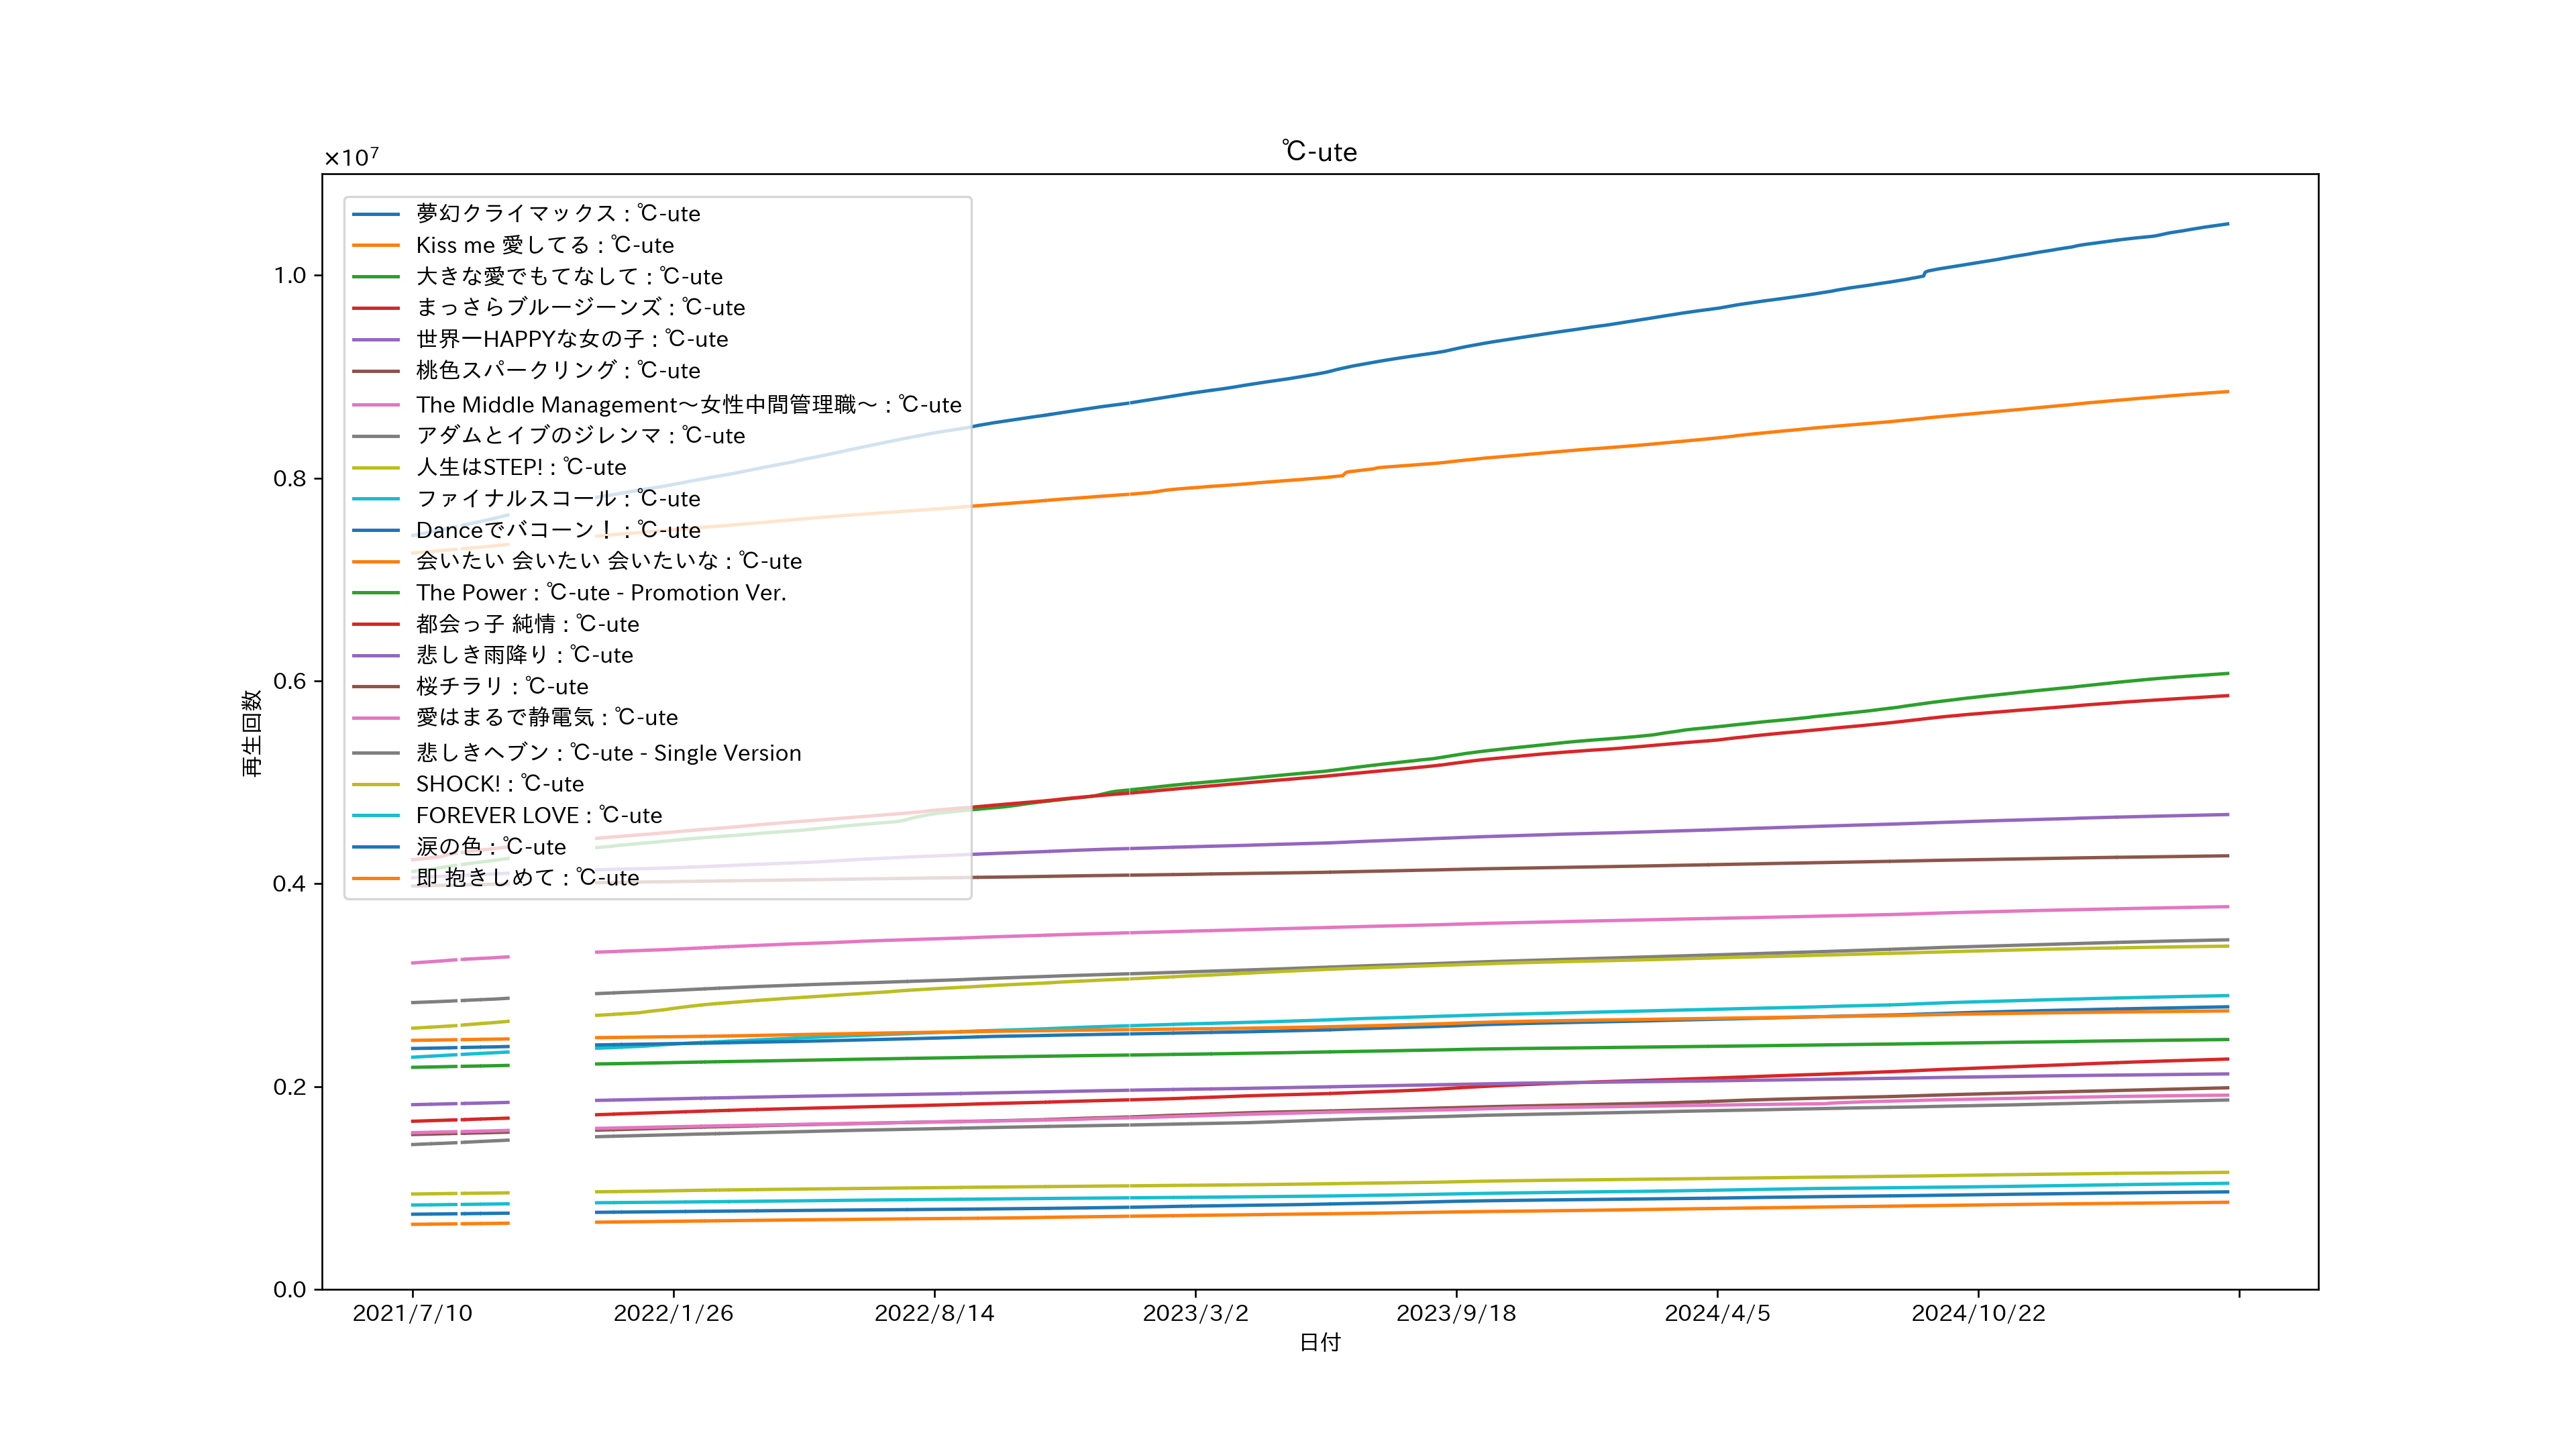 ℃-ute
×10⁷
夢幻クライマックス : ℃-ute
Kiss me 愛してる : ℃-ute
大きな愛でもてなして : ℃-ute
まっさらブルージーンズ : ℃-ute
世界一HAPPYな女の子 : ℃-ute
桃色スパークリング : ℃-ute
The Middle Management～女性中間管理職～ : ℃-ute
アダムとイブのジレンマ : ℃-ute
人生はSTEP! : ℃-ute
ファイナルスコール : ℃-ute
Danceでバコーン！ : ℃-ute
会いたい 会いたい 会いたいな : ℃-ute
The Power : ℃-ute - Promotion Ver.
都会っ子 純情 : ℃-ute
悲しき雨降り : ℃-ute
桜チラリ : ℃-ute
愛はまるで静電気 : ℃-ute
悲しきヘブン : ℃-ute - Single Version
SHOCK! : ℃-ute
FOREVER LOVE : ℃-ute
涙の色 : ℃-ute
即 抱きしめて : ℃-ute
1.0
0.8
0.6
0.4
0.2
0.0
再生回数
2021/7/10 2022/1/26 2022/8/14 2023/3/2 2023/9/18 2024/4/5 2024/10/22
日付